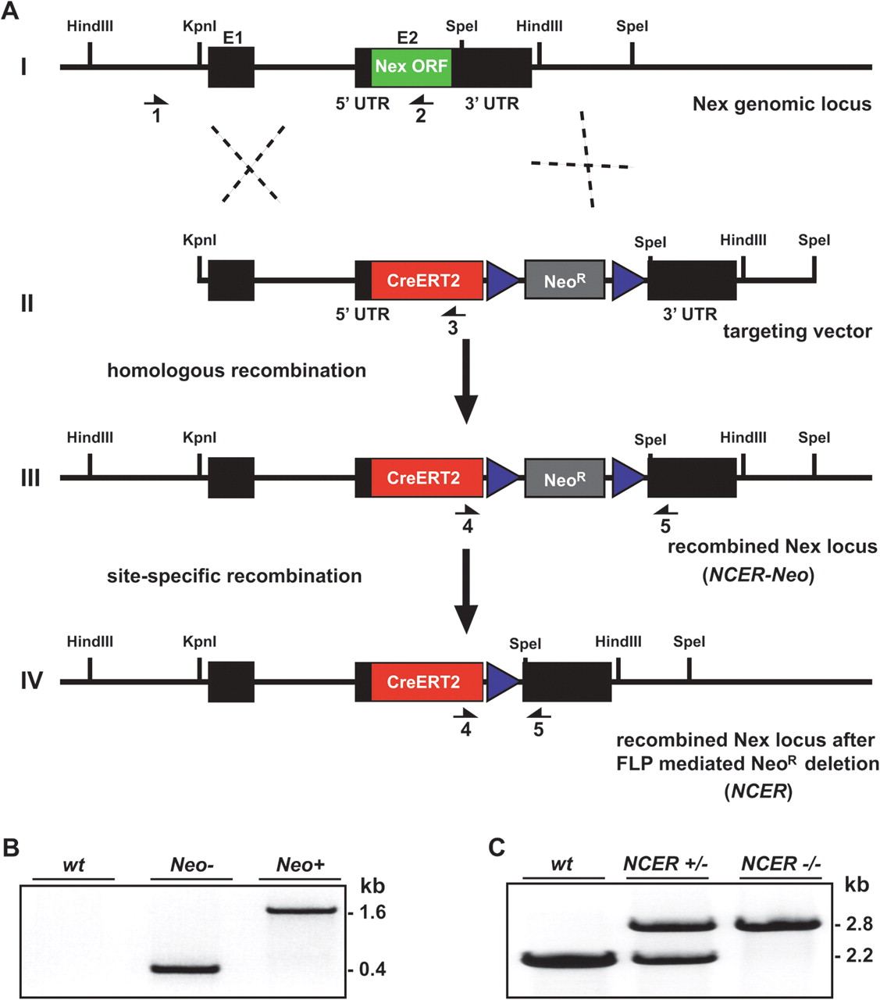 A
HindIII KpnI E1 E2 SpeI HindIII SpeI
I
Nex ORF
5’ UTR 3’ UTR
1 2
Nex genomic locus
KpnI SpeI HindIII SpeI
CreERT2 NeoR
II
5’ UTR 3’ UTR
3
targeting vector
homologous recombination
HindIII KpnI SpeI HindIII SpeI
III
CreERT2 NeoR
4 5
recombined Nex locus
(NCER-Neo)
site-specific recombination
HindIII KpnI SpeI HindIII SpeI
IV
CreERT2
4 5
recombined Nex locus after
FLP mediated NeoR deletion
(NCER)
B
wt Neo- Neo+
kb
- 1.6
- 0.4
C
wt NCER +/- NCER -/-
kb
- 2.8
- 2.2